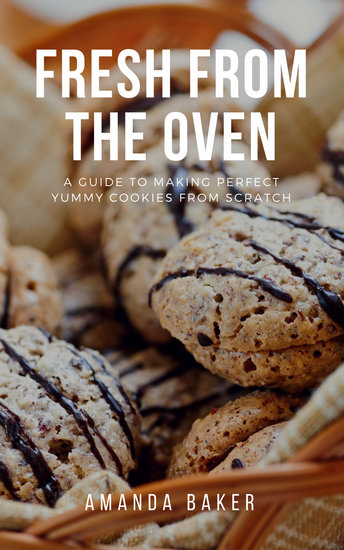 FRESH FROM
THE OVEN
A GUIDE TO MAKING PERFECT
YUMMY COOKIES FROM SCRATCH
AMANDA BAKER